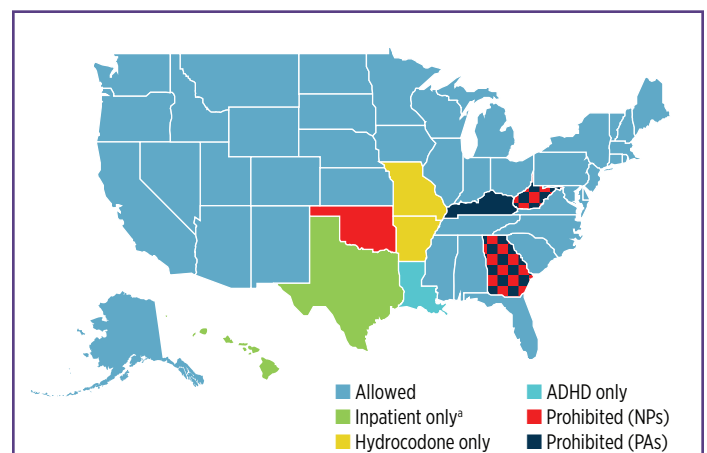 Allowed
Inpatient onlyᵃ
Hydrocodone only
ADHD only
Prohibited (NPs)
Prohibited (PAs)